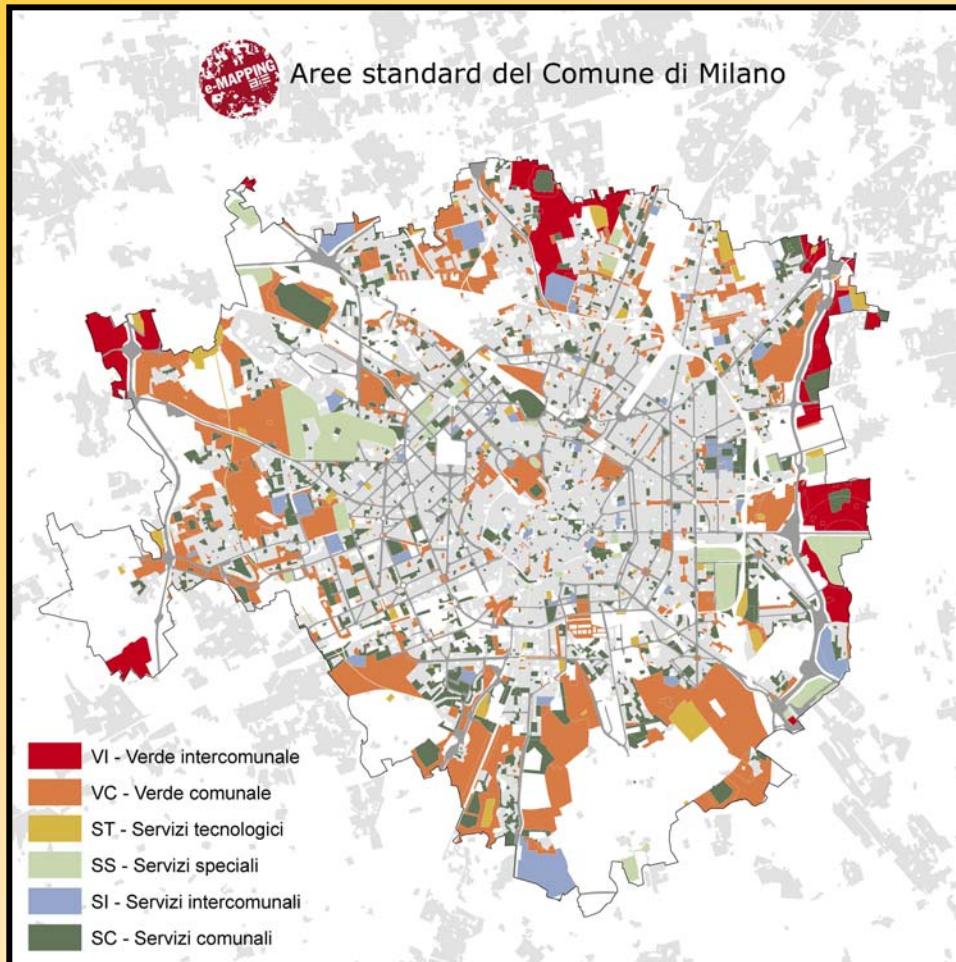 e-MAPPING
Aree standard del Comune di Milano
VI - Verde intercomunale
VC - Verde comunale
ST - Servizi tecnologici
SS - Servizi speciali
SI - Servizi intercomunali
SC - Servizi comunali